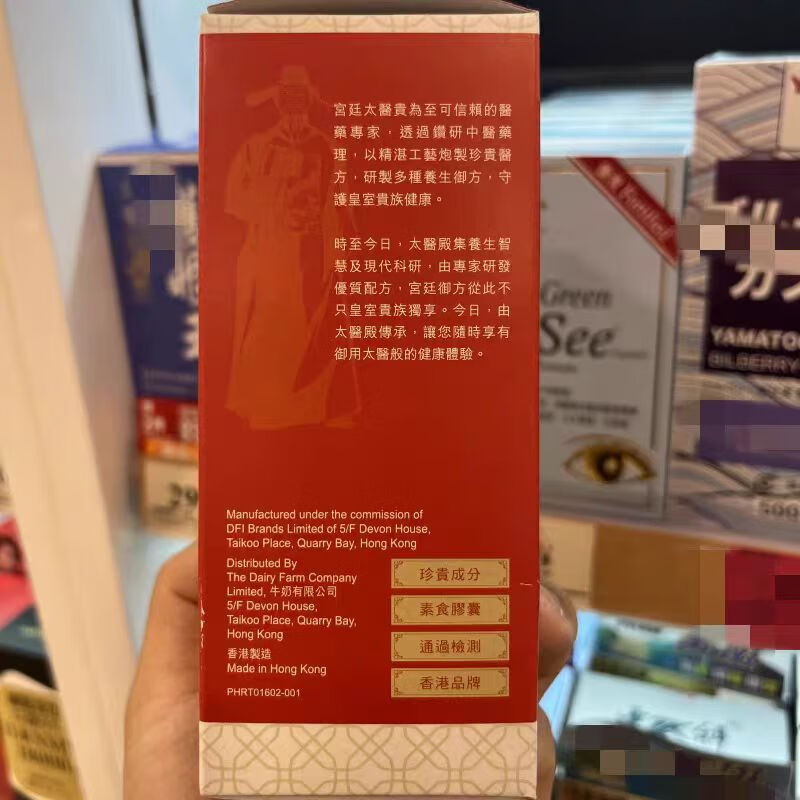 宮廷太醫貴為至可信賴的醫
藥專家，透過鑽研中醫藥
理，以精湛工藝炮製珍貴醫
方，研製多種養生御方，守
護皇室貴族健康。
時至今日，太醫殿集養生智
慧及現代科研，由專家研發
優質配方，宮廷御方從此不
只皇室貴族獨享。今日，由
太醫殿傳承，讓您隨時享有
御用太醫般的健康體驗。
Manufactured under the commission of
DFI Brands Limited of 5/F Devon House,
Taikoo Place, Quarry Bay, Hong Kong
Distributed By
The Dairy Farm Company
Limited, 牛奶有限公司
5/F Devon House,
Taikoo Place, Quarry Bay,
Hong Kong
香港製造
Made in Hong Kong
PHRT01602-001
珍貴成分
素食膠囊
通過檢測
香港品牌
Green
See
YAMATO
BILBERRY